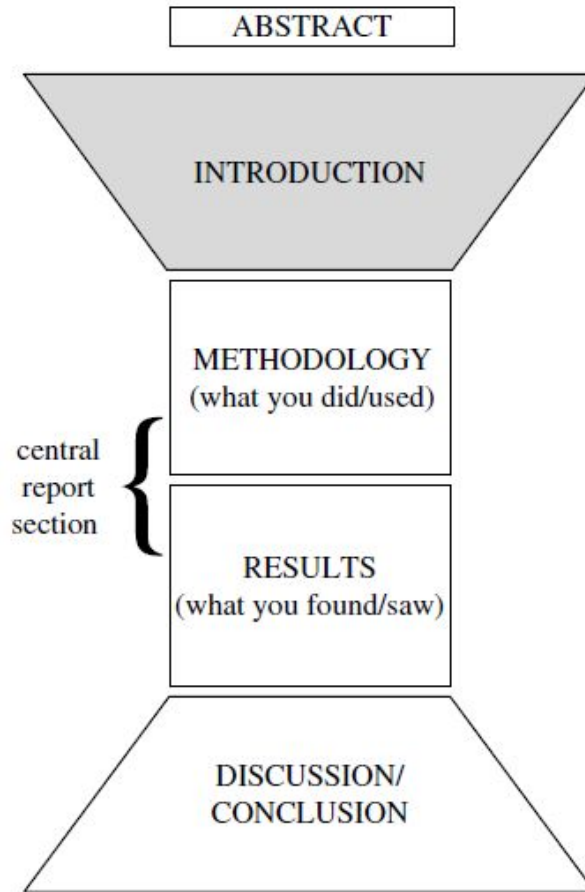 ABSTRACT
INTRODUCTION
METHODOLOGY
(what you did/used)
central
report
section
RESULTS
(what you found/saw)
DISCUSSION/
CONCLUSION